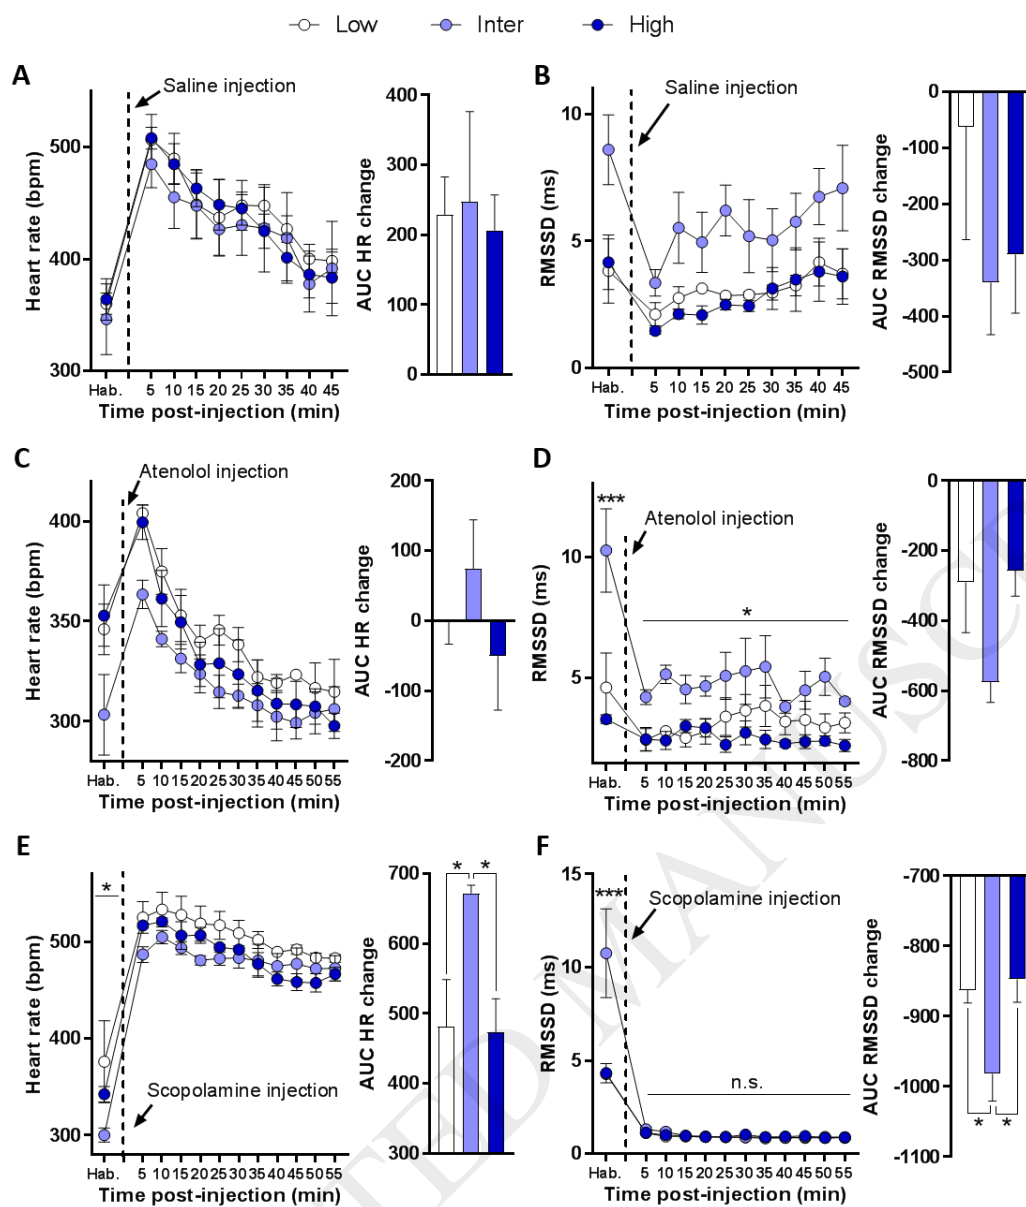 Low Inter High
A
Saline injection
Heart rate (bpm)
500
400
300
Hab. 5 10 15 20 25 30 35 40 45
Time post-injection (min)
AUC HR change
400
300
200
100
0
B
Saline injection
RMSSD (ms)
10
5
0
Hab. 5 10 15 20 25 30 35 40 45
Time post-injection (min)
AUC RMSSD change
0
-100
-200
-300
-400
-500
C
Atenolol injection
Heart rate (bpm)
400
350
300
Hab. 5 10 15 20 25 30 35 40 45 50 55
Time post-injection (min)
AUC HR change
200
100
0
-100
-200
D
***
Atenolol injection
*
RMSSD (ms)
10
5
Hab. 5 10 15 20 25 30 35 40 45 50 55
Time post-injection (min)
AUC RMSSD change
0
-200
-400
-600
-800
E
*
Scopolamine injection
Heart rate (bpm)
500
400
300
Hab. 5 10 15 20 25 30 35 40 45 50 55
Time post-injection (min)
AUC HR change
* *
700
600
500
400
300
F
***
Scopolamine injection
n.s.
RMSSD (ms)
15
10
5
0
Hab. 5 10 15 20 25 30 35 40 45 50 55
Time post-injection (min)
AUC RMSSD change
-700
-800
-900
-1000
-1100
* *
TED MANUSC